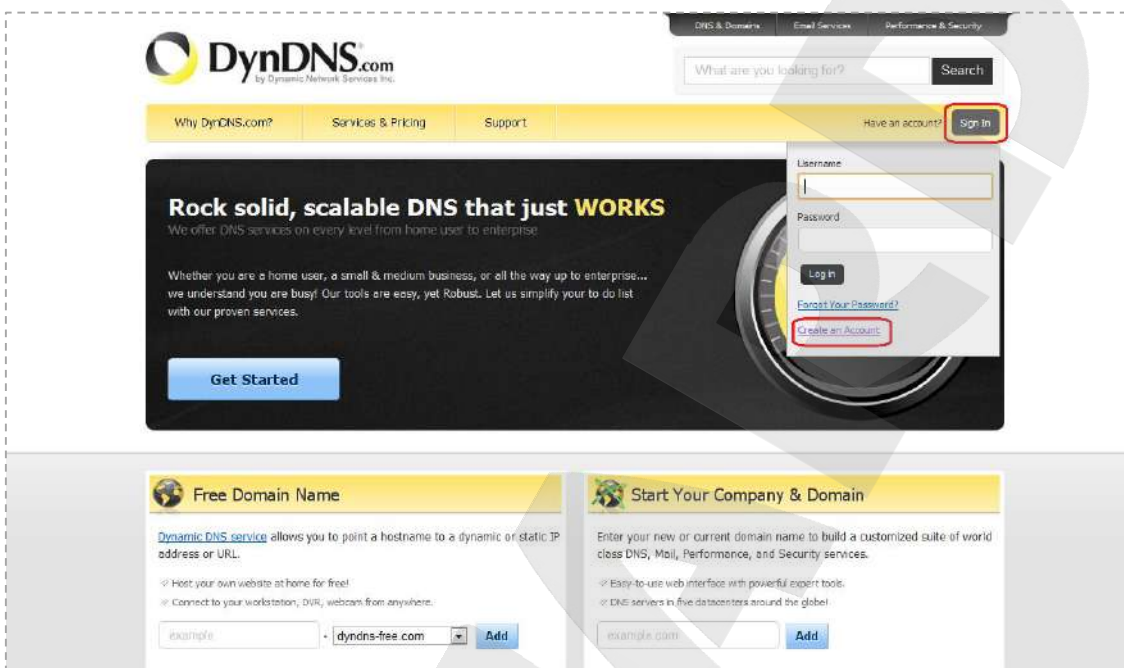 DNS & Domains Email Services Performance & Security
DynDNS.com
by Dynamic Network Services Inc.
What are you looking for? Search
Why DynDNS.com? Services & Pricing Support Have an account? Sign In
Username
Password
Log in
Forgot Your Password?
Create an Account
Rock solid, scalable DNS that just WORKS
We offer DNS services on every level from home user to enterprise
Whether you are a home user, a small & medium business, or all the way up to enterprise...
we understand you are busy! Our tools are easy, yet Robust. Let us simplify your to do list
with our proven services.
Get Started
Free Domain Name
Dynamic DNS service allows you to point a hostname to a dynamic or static IP
address or URL.
Host your own website at home for free!
Connect to your workstation, DVR, webcam from anywhere.
example . dyndns-free.com Add
Start Your Company & Domain
Enter your new or current domain name to build a customized suite of world
class DNS, Mail, Performance, and Security services.
Easy-to-use web interface with powerful expert tools.
DNS servers in five datacenters around the globe!
example.com Add